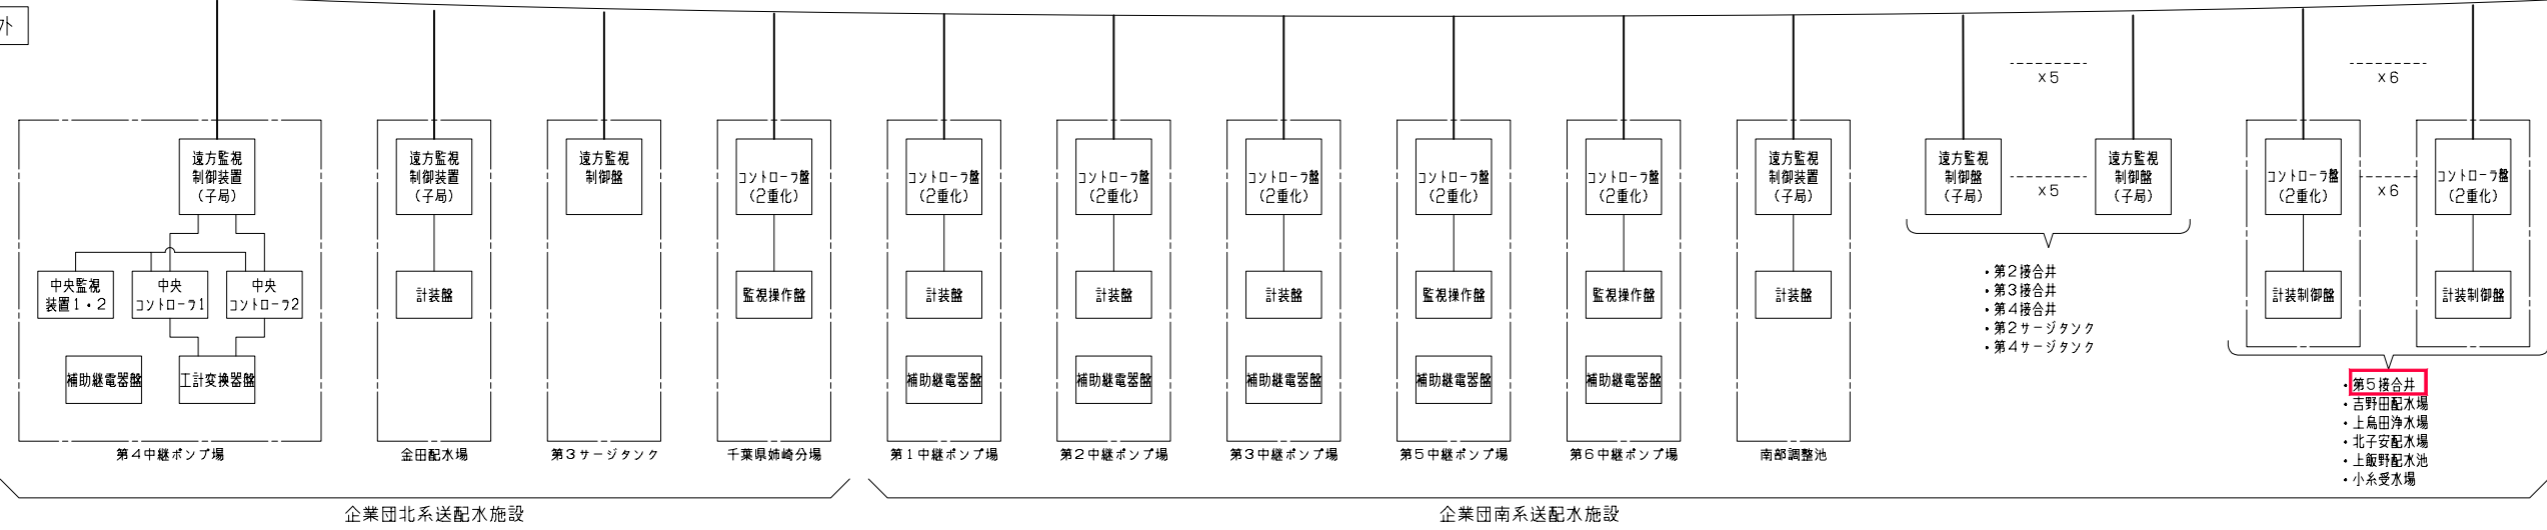 ×5
×6
遠方監視
制御装置
(子局)
遠方監視
制御装置
(子局)
遠方監視
制御盤
コントローラ盤
(2重化)
コントローラ盤
(2重化)
コントローラ盤
(2重化)
コントローラ盤
(2重化)
コントローラ盤
(2重化)
コントローラ盤
(2重化)
遠方監視
制御装置
(子局)
遠方監視
制御盤
(子局)
×5
遠方監視
制御盤
(子局)
コントローラ盤
(2重化)
×6
コントローラ盤
(2重化)
中央監視
装置1・2
中央
コントローラ1
中央
コントローラ2
計装盤
監視操作盤
計装盤
計装盤
計装盤
監視操作盤
監視操作盤
計装盤
計装制御盤
計装制御盤
・第2接合井
・第3接合井
・第4接合井
・第2サージタンク
・第4サージタンク
補助継電器盤
工計変換器盤
補助継電器盤
補助継電器盤
補助継電器盤
補助継電器盤
補助継電器盤
・第5接合井
・吉野田配水場
・上烏田浄水場
・北子安配水場
・上飯野配水池
・小糸受水場
第4中継ポンプ場
金田配水場
第3サージタンク
千葉県姉崎分場
第1中継ポンプ場
第2中継ポンプ場
第3中継ポンプ場
第5中継ポンプ場
第6中継ポンプ場
南部調整池
企業団北系送配水施設
企業団南系送配水施設